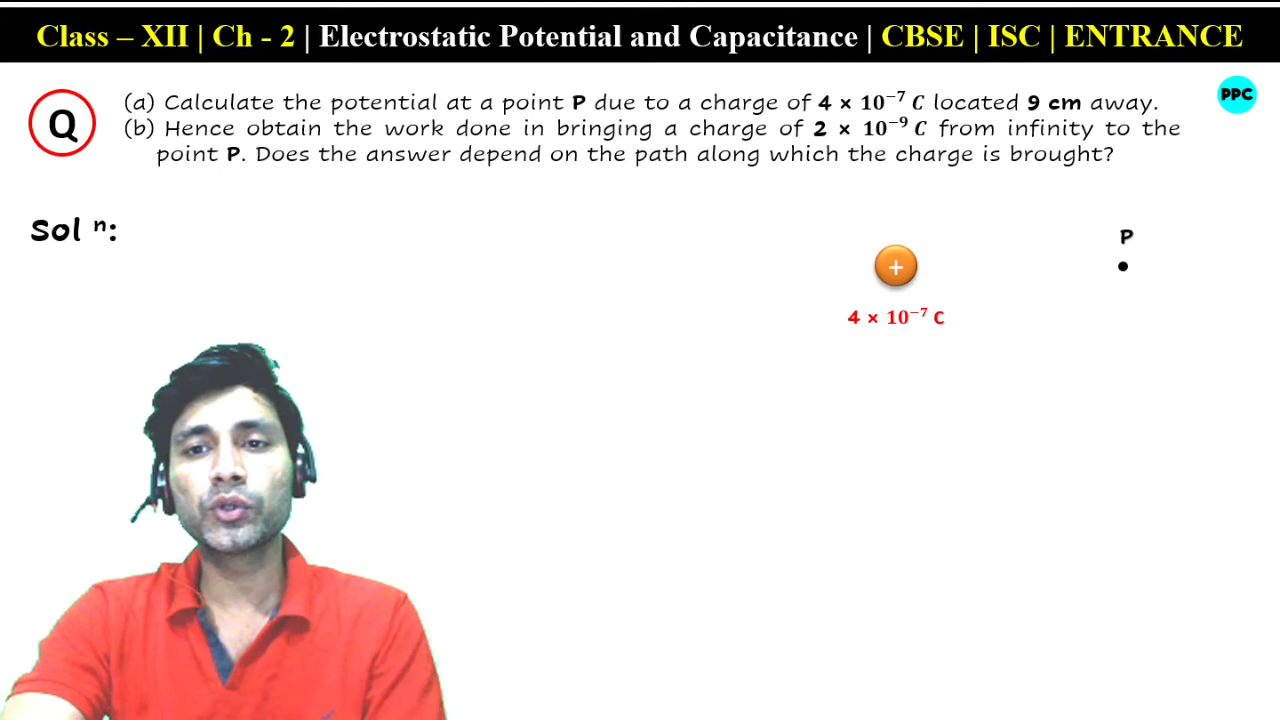 Class – XII | Ch - 2 | Electrostatic Potential and Capacitance | CBSE | ISC | ENTRANCE
PPC
Q
(a) Calculate the potential at a point P due to a charge of 4 × 10⁻⁷ C located 9 cm away.
(b) Hence obtain the work done in bringing a charge of 2 × 10⁻⁹ C from infinity to the
point P. Does the answer depend on the path along which the charge is brought?
Sol ⁿ:
P
+
4 × 10⁻⁷ C